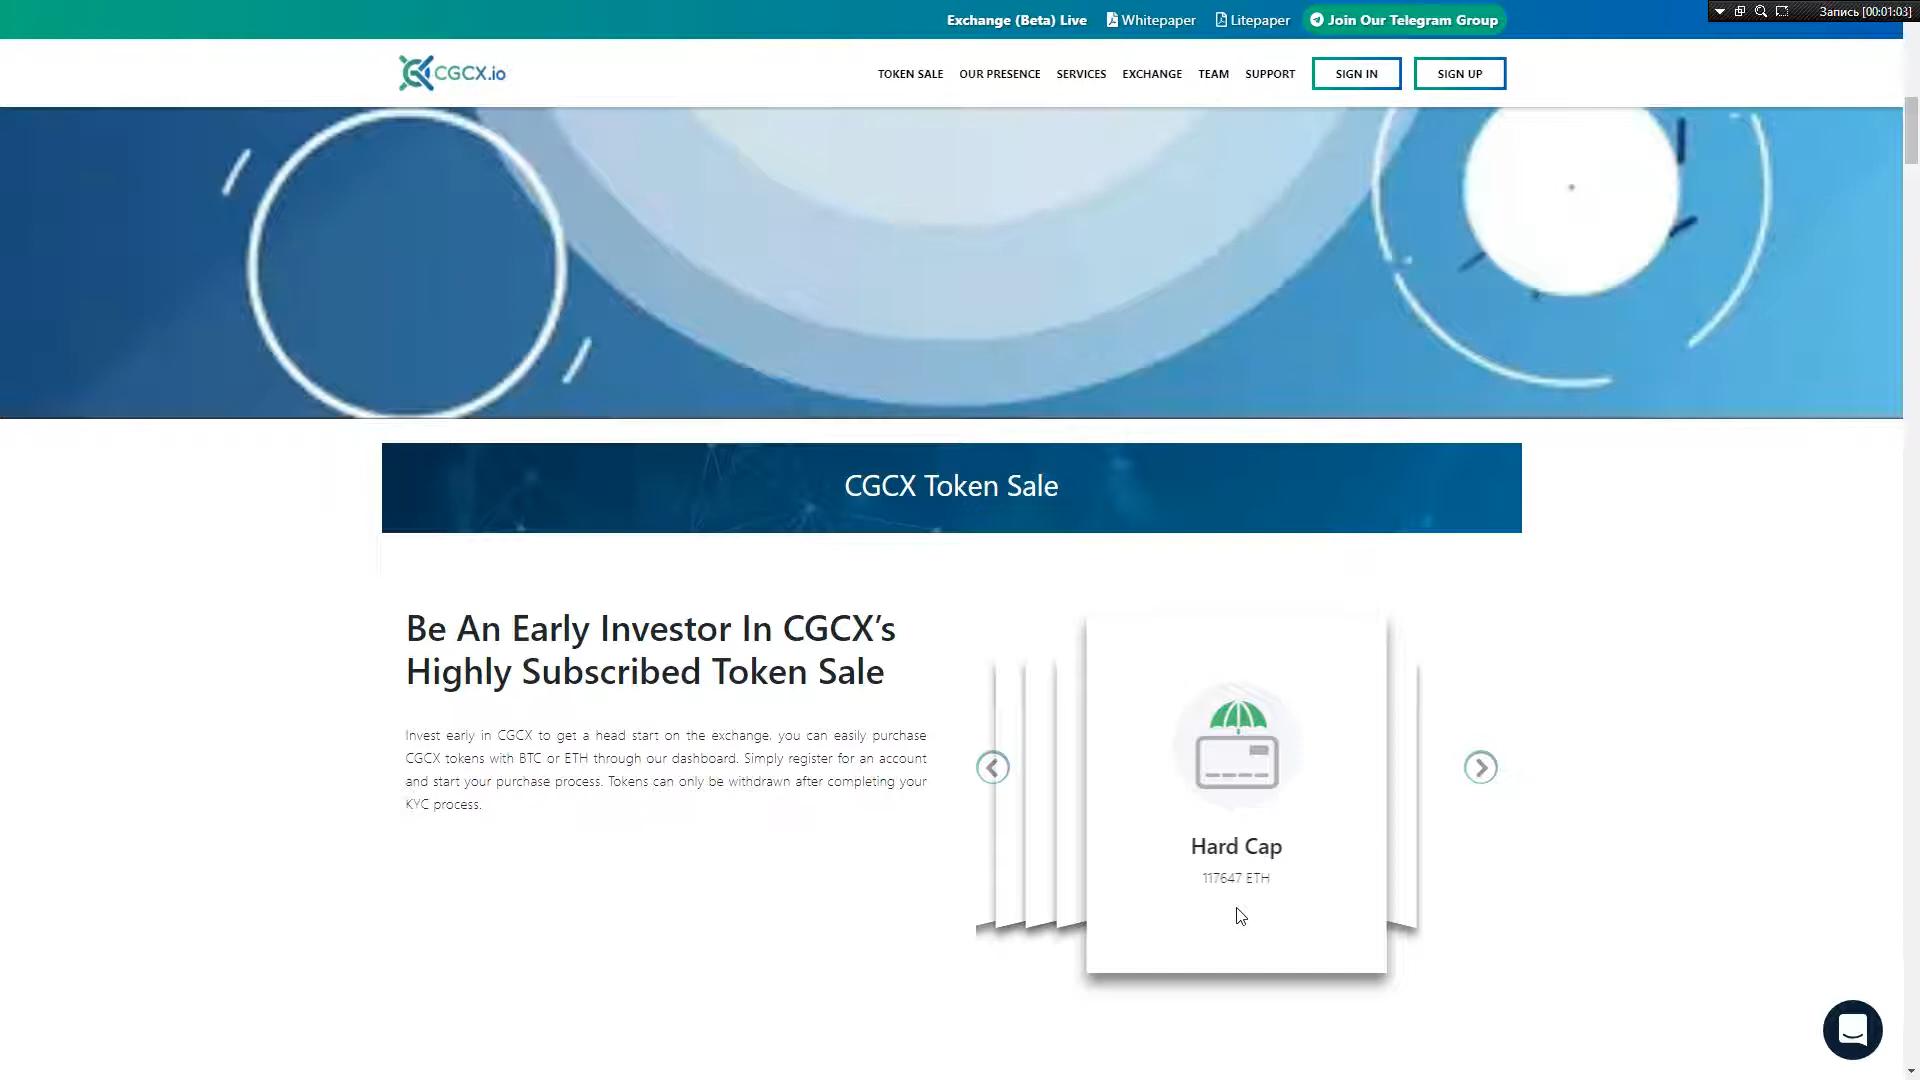 Запись [00:01:03]
Exchange (Beta) Live Whitepaper Litepaper Join Our Telegram Group
CGCX.io
TOKEN SALE OUR PRESENCE SERVICES EXCHANGE TEAM SUPPORT SIGN IN SIGN UP
CGCX Token Sale
Be An Early Investor In CGCX’s
Highly Subscribed Token Sale
Invest early in CGCX to get a head start on the exchange, you can easily purchase
CGCX tokens with BTC or ETH through our dashboard. Simply register for an account
and start your purchase process. Tokens can only be withdrawn after completing your
KYC process.
Hard Cap
117647 ETH